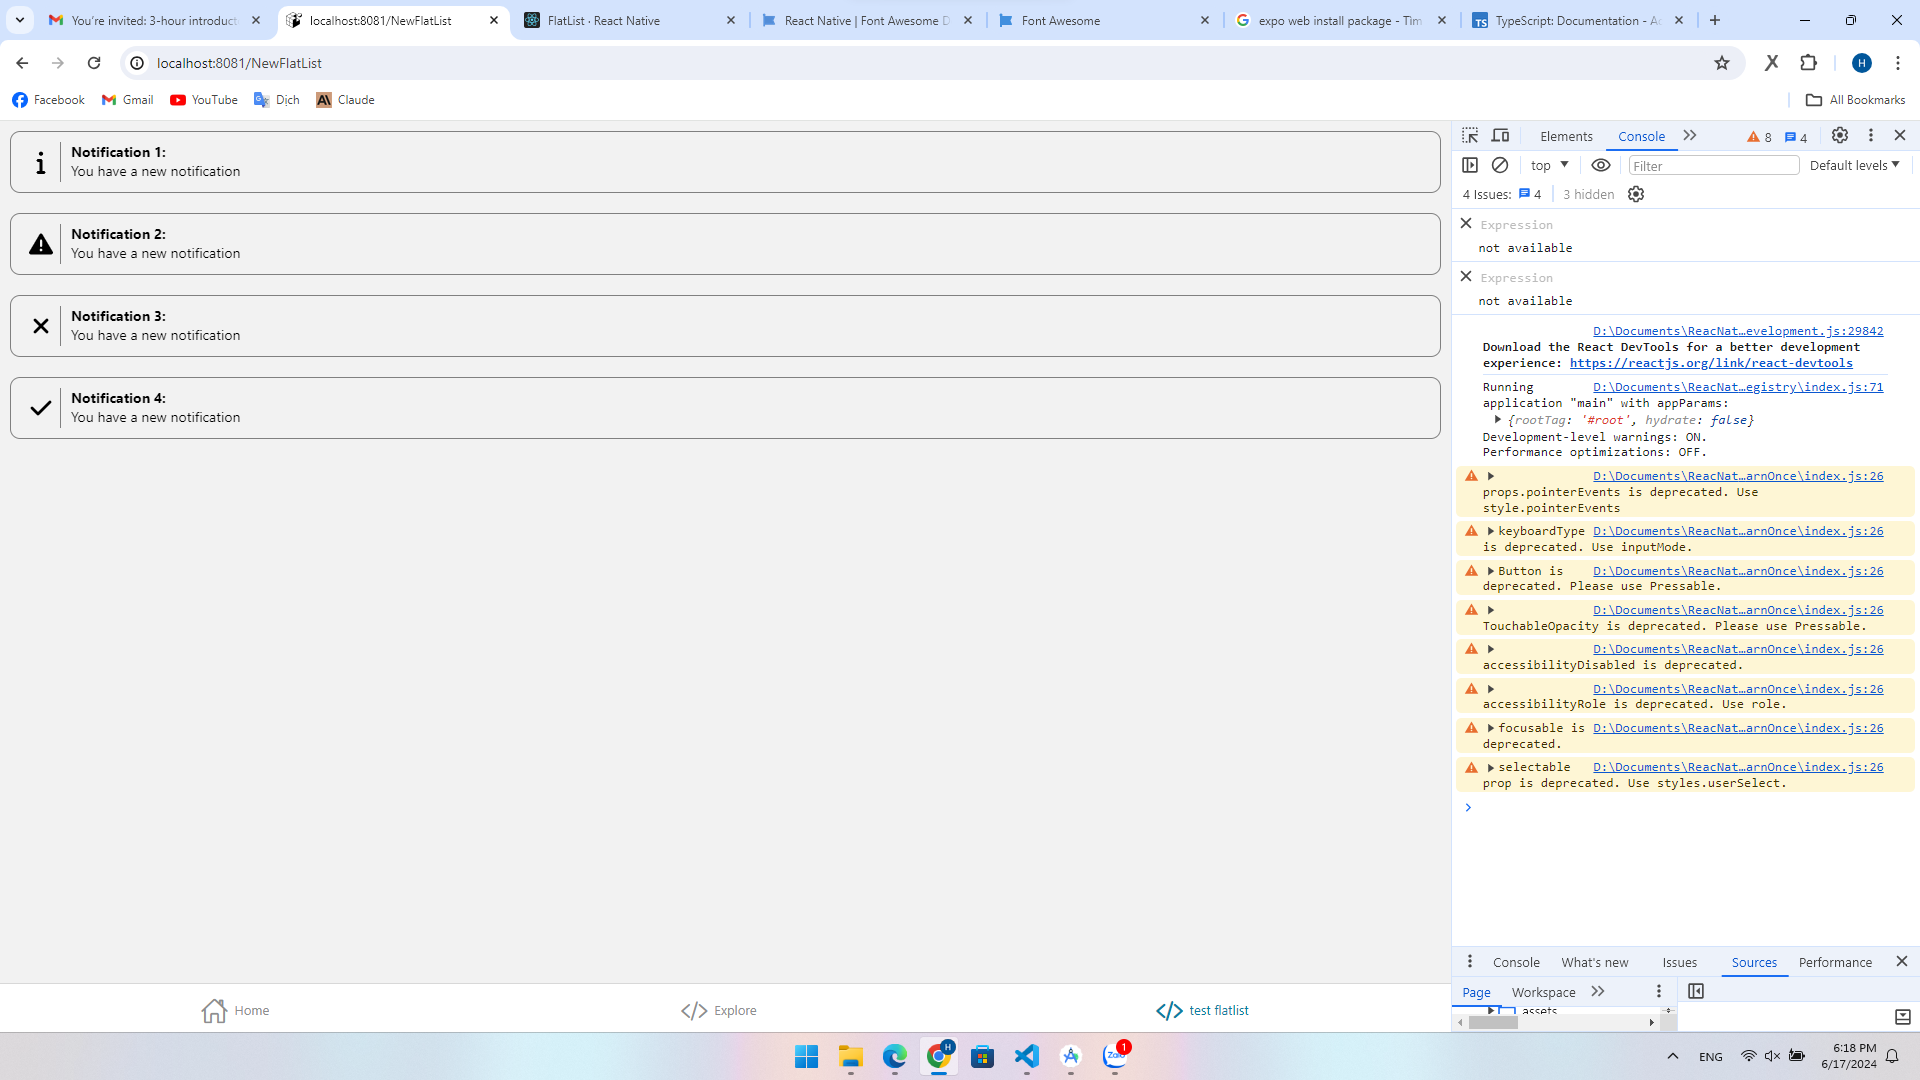 You're invited: 3-hour introduct
localhost:8081/NewFlatList
FlatList · React Native
React Native | Font Awesome D
Font Awesome
expo web install package - Tìm
TypeScript: Documentation - Ad
localhost:8081/NewFlatList
H
Facebook
Gmail
YouTube
Dịch
Claude
All Bookmarks
Notification 1:
You have a new notification
Notification 2:
You have a new notification
Notification 3:
You have a new notification
Notification 4:
You have a new notification
Home
Explore
test flatlist
Elements
Console
8
4
top
Filter
Default levels
4 Issues:
4
3 hidden
Expression
not available
Expression
not available
D:\Documents\ReacNat…evelopment.js:29842
Download the React DevTools for a better development
experience: https://reactjs.org/link/react-devtools
Running D:\Documents\ReacNat…egistry\index.js:71
application "main" with appParams:
{rootTag: '#root', hydrate: false}
Development-level warnings: ON.
Performance optimizations: OFF.
D:\Documents\ReacNat…arnOnce\index.js:26
props.pointerEvents is deprecated. Use
style.pointerEvents
keyboardType D:\Documents\ReacNat…arnOnce\index.js:26
is deprecated. Use inputMode.
Button is D:\Documents\ReacNat…arnOnce\index.js:26
deprecated. Please use Pressable.
D:\Documents\ReacNat…arnOnce\index.js:26
TouchableOpacity is deprecated. Please use Pressable.
D:\Documents\ReacNat…arnOnce\index.js:26
accessibilityDisabled is deprecated.
D:\Documents\ReacNat…arnOnce\index.js:26
accessibilityRole is deprecated. Use role.
focusable is D:\Documents\ReacNat…arnOnce\index.js:26
deprecated.
selectable D:\Documents\ReacNat…arnOnce\index.js:26
prop is deprecated. Use styles.userSelect.
Console
What's new
Issues
Sources
Performance
Page
Workspace
assets
H
Zalo
1
ENG
6:18 PM
6/17/2024